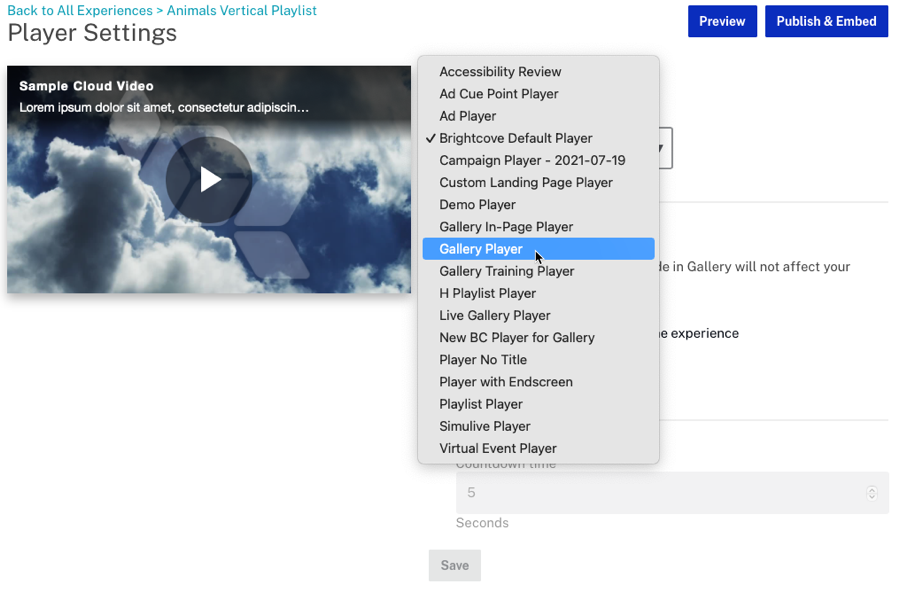 Back to All Experiences > Animals Vertical Playlist
Player Settings
Preview
Publish & Embed
Sample Cloud Video
Lorem ipsum dolor sit amet, consectetur adipiscin...
Accessibility Review
Ad Cue Point Player
Ad Player
✓ Brightcove Default Player
Campaign Player - 2021-07-19
Custom Landing Page Player
Demo Player
Gallery In-Page Player
Gallery Player
Gallery Training Player
H Playlist Player
Live Gallery Player
New BC Player for Gallery
Player No Title
Player with Endscreen
Playlist Player
Simulive Player
Virtual Event Player
in Gallery will not affect your
experience
Countdown time
5
Seconds
Save